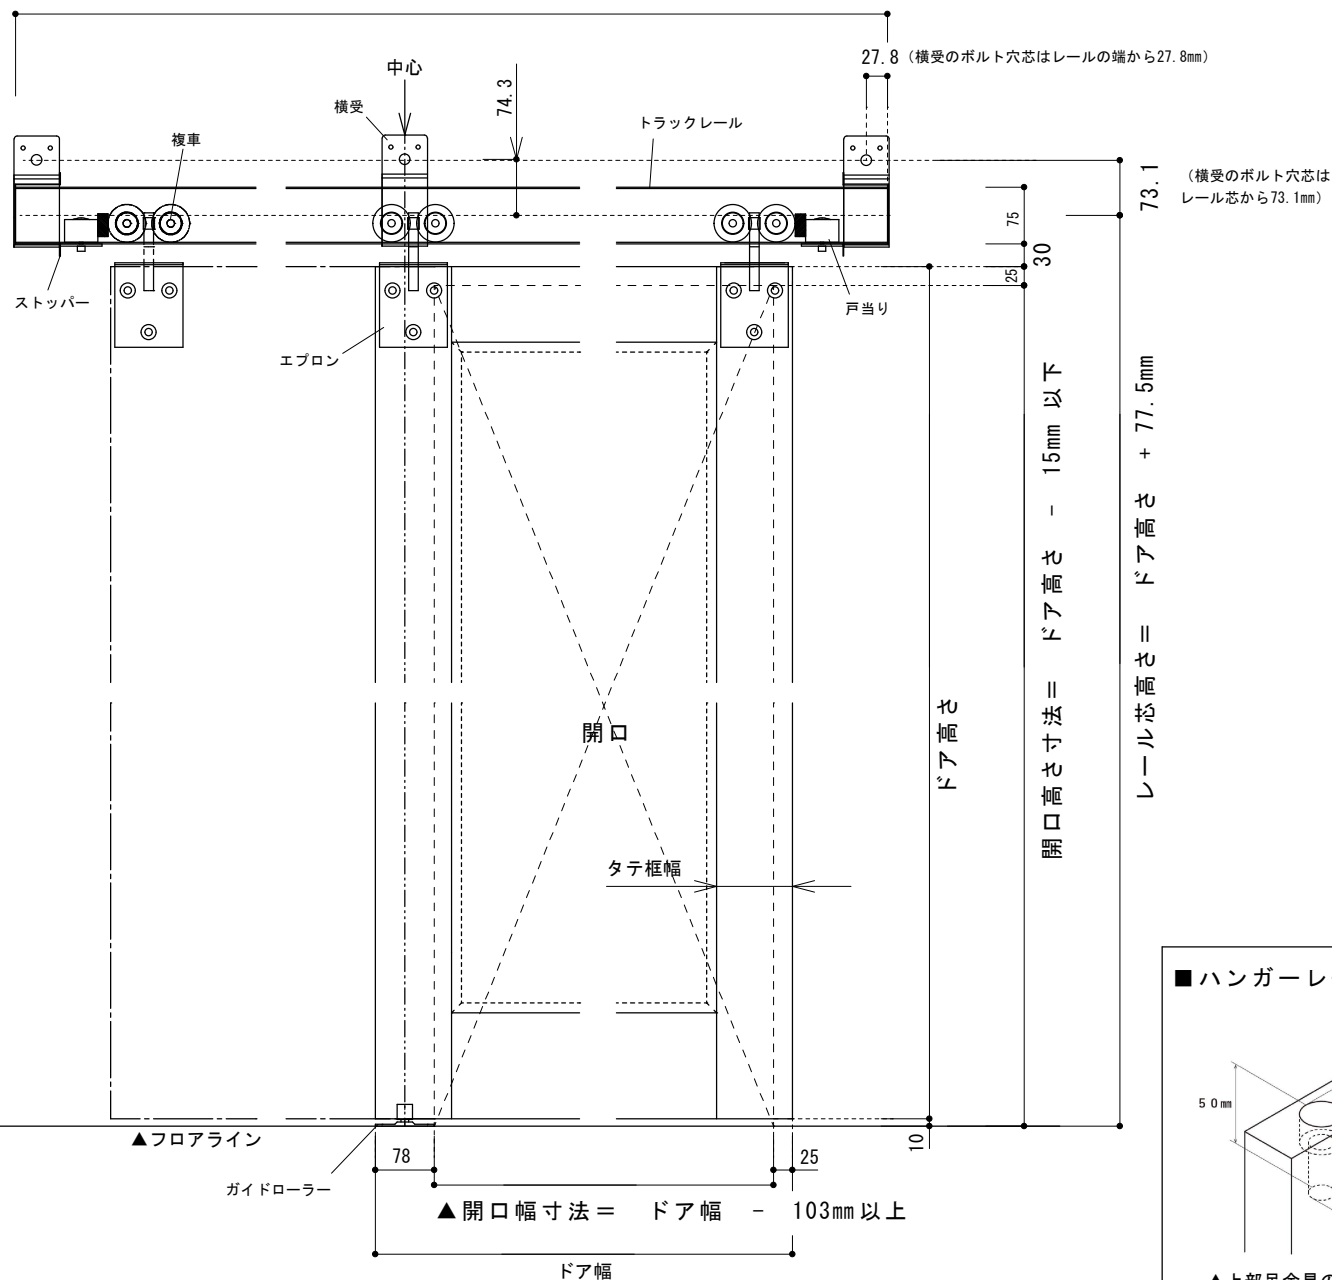 27.8（横受のボルト穴芯はレールの端から27.8mm）
中心
74.3
横受
トラックレール
複車
73.1
（横受のボルト穴芯は
レール芯から73.1mm）
75
30
25
ストッパー
戸当り
エプロン
開口
タテ框幅
ドア高さ
開口高さ寸法＝ ドア高さ － 15mm 以下
レール芯高さ＝ ドア高さ + 77.5mm
■ハンガーレ
50mm
▲フロアライン
10
78
25
ガイドローラー
▲開口幅寸法＝ ドア幅 － 103mm以上
ドア幅